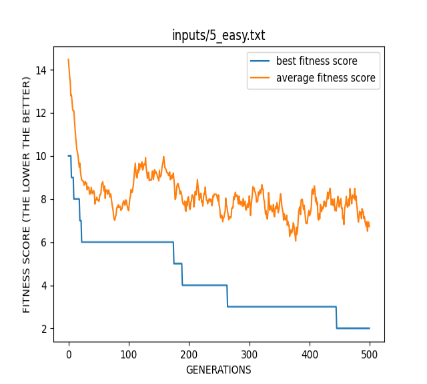 inputs/5_easy.txt
best fitness score
average fitness score
FITNESS SCORE (THE LOWER THE BETTER)
14
12
10
8
6
4
2
0 100 200 300 400 500
GENERATIONS